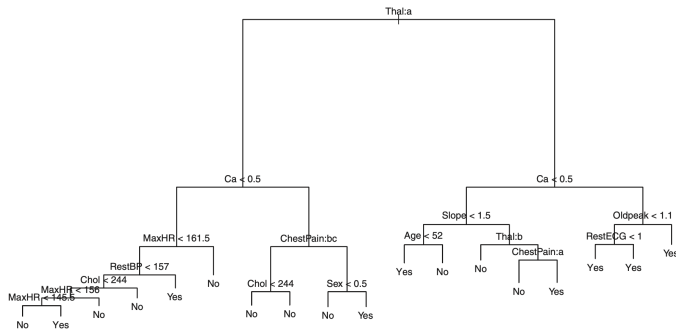 Thal:a
Ca < 0.5
Ca < 0.5
Slope < 1.5
Oldpeak < 1.1
MaxHR < 161.5
ChestPain:bc
Age < 52
Thal:b
RestECG < 1
ChestPain:a
Yes
RestBP < 157
Yes
No
No
Yes
Yes
Chol < 244
No
Chol < 244
Sex < 0.5
No
Yes
MaxHR < 156
Yes
MaxHR < 145.5
No
No
No
No
No
Yes
No
Yes